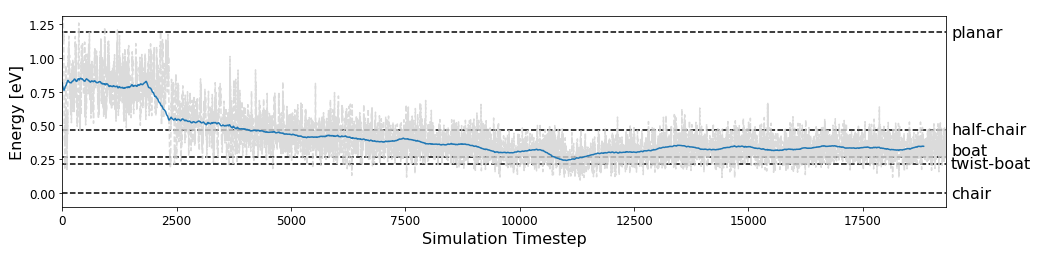 Energy [eV]
1.25
1.00
0.75
0.50
0.25
0.00
planar
half-chair
boat
twist-boat
chair
0 2500 5000 7500 10000 12500 15000 17500
Simulation Timestep